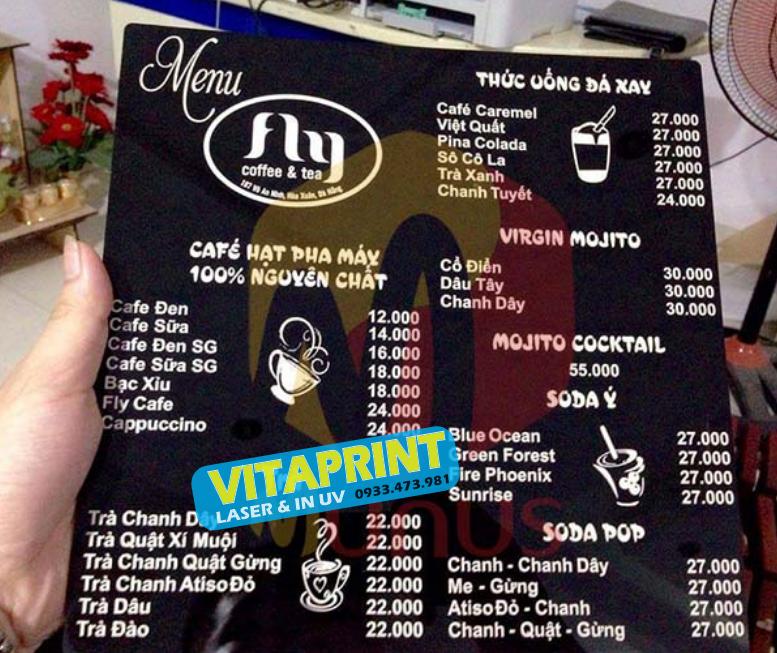 Menu
fly
coffee & tea
CAFÉ HẠT PHA MÁY
100% NGUYÊN CHẤT
Cafe Đen 12.000
Cafe Sữa 14.000
Cafe Đen SG 16.000
Cafe Sữa SG 18.000
Bạc Xỉu 18.000
Fly Cafe 24.000
Cappuccino 24.000
VITAPRINT
LASER & IN UV 0933.473.981
Trà Chanh Dây 22.000
Trà Quật Xí Muội 22.000
Trà Chanh Quật Gừng 22.000
Trà Chanh Atiso Đỏ 22.000
Trà Dâu 22.000
Trà Đào 22.000
THỨC UỐNG ĐÁ XAY
Café Caremel 27.000
Việt Quất 27.000
Pina Colada 27.000
Sô Cô La 27.000
Trà Xanh 27.000
Chanh Tuyết 24.000
VIRGIN MOJITO
Cổ Điển 30.000
Dâu Tây 30.000
Chanh Dây 30.000
MOJITO COCKTAIL
55.000
SODA Ý
Blue Ocean 27.000
Green Forest 27.000
Fire Phoenix 27.000
Sunrise 27.000
SODA POP
Chanh - Chanh Dây 27.000
Me - Gừng 27.000
Atiso Đỏ - Chanh 27.000
Chanh - Quật - Gừng 27.000